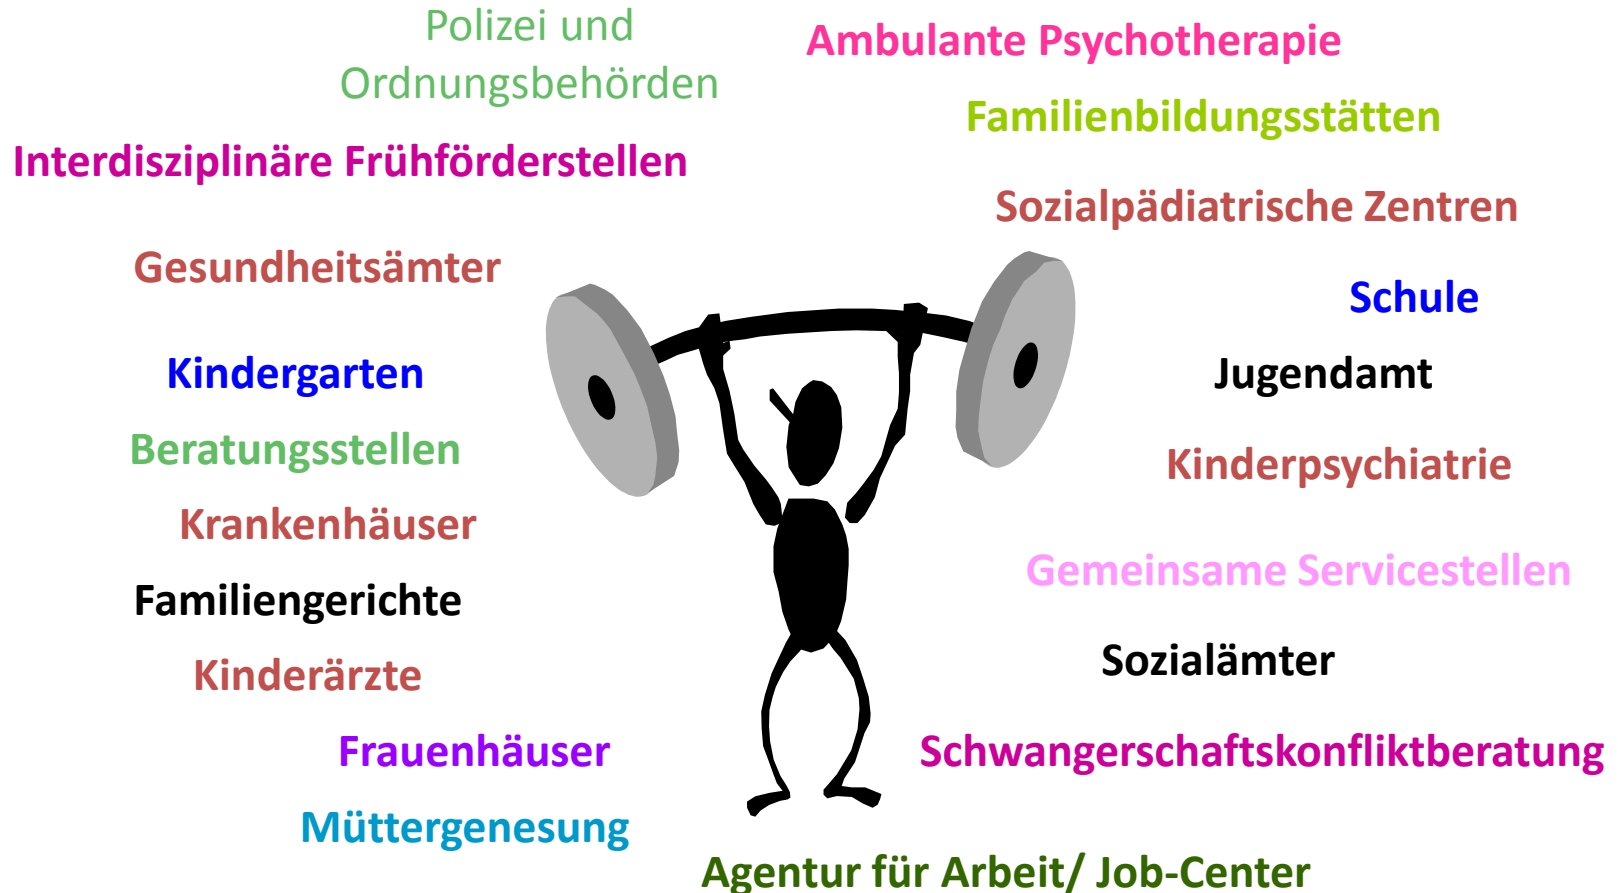 Polizei und
Ordnungsbehörden
Ambulante Psychotherapie
Familienbildungsstätten
Interdisziplinäre Frühförderstellen
Sozialpädiatrische Zentren
Gesundheitsämter
Schule
Kindergarten
Jugendamt
Beratungsstellen
Kinderpsychiatrie
Krankenhäuser
Gemeinsame Servicestellen
Familiengerichte
Sozialämter
Kinderärzte
Frauenhäuser
Schwangerschaftskonfliktberatung
Müttergenesung
Agentur für Arbeit/ Job-Center